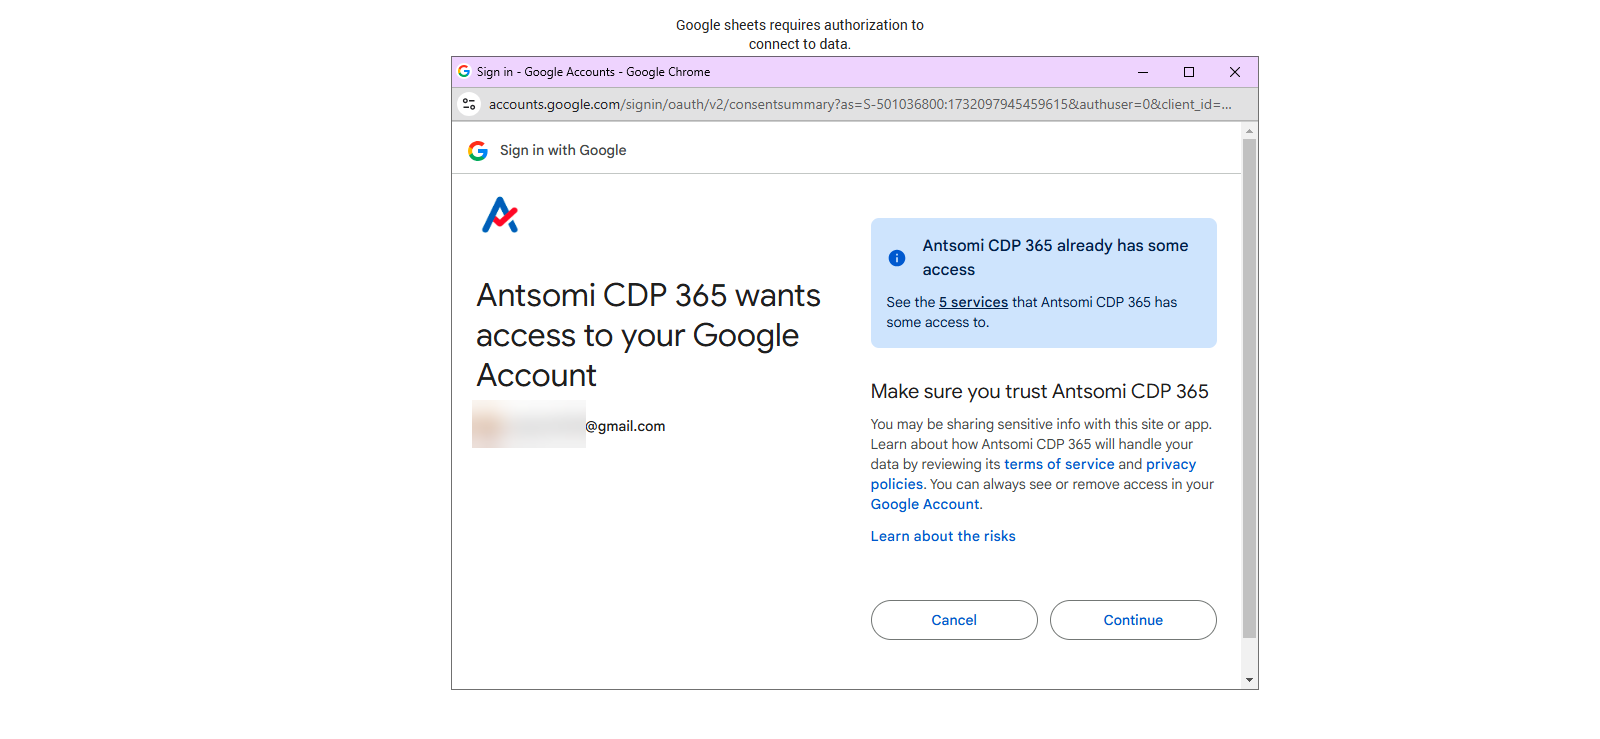 Google sheets requires authorization to
connect to data.
Sign in - Google Accounts - Google Chrome
accounts.google.com/signin/oauth/v2/consentsummary?as=S-501036800:1732097945459615&authuser=0&client_id=...
Sign in with Google
Antsomi CDP 365 wants
access to your Google
Account
@gmail.com
Antsomi CDP 365 already has some
access
See the 5 services that Antsomi CDP 365 has
some access to.
Make sure you trust Antsomi CDP 365
You may be sharing sensitive info with this site or app.
Learn about how Antsomi CDP 365 will handle your
data by reviewing its terms of service and privacy
policies. You can always see or remove access in your
Google Account.
Learn about the risks
Cancel
Continue